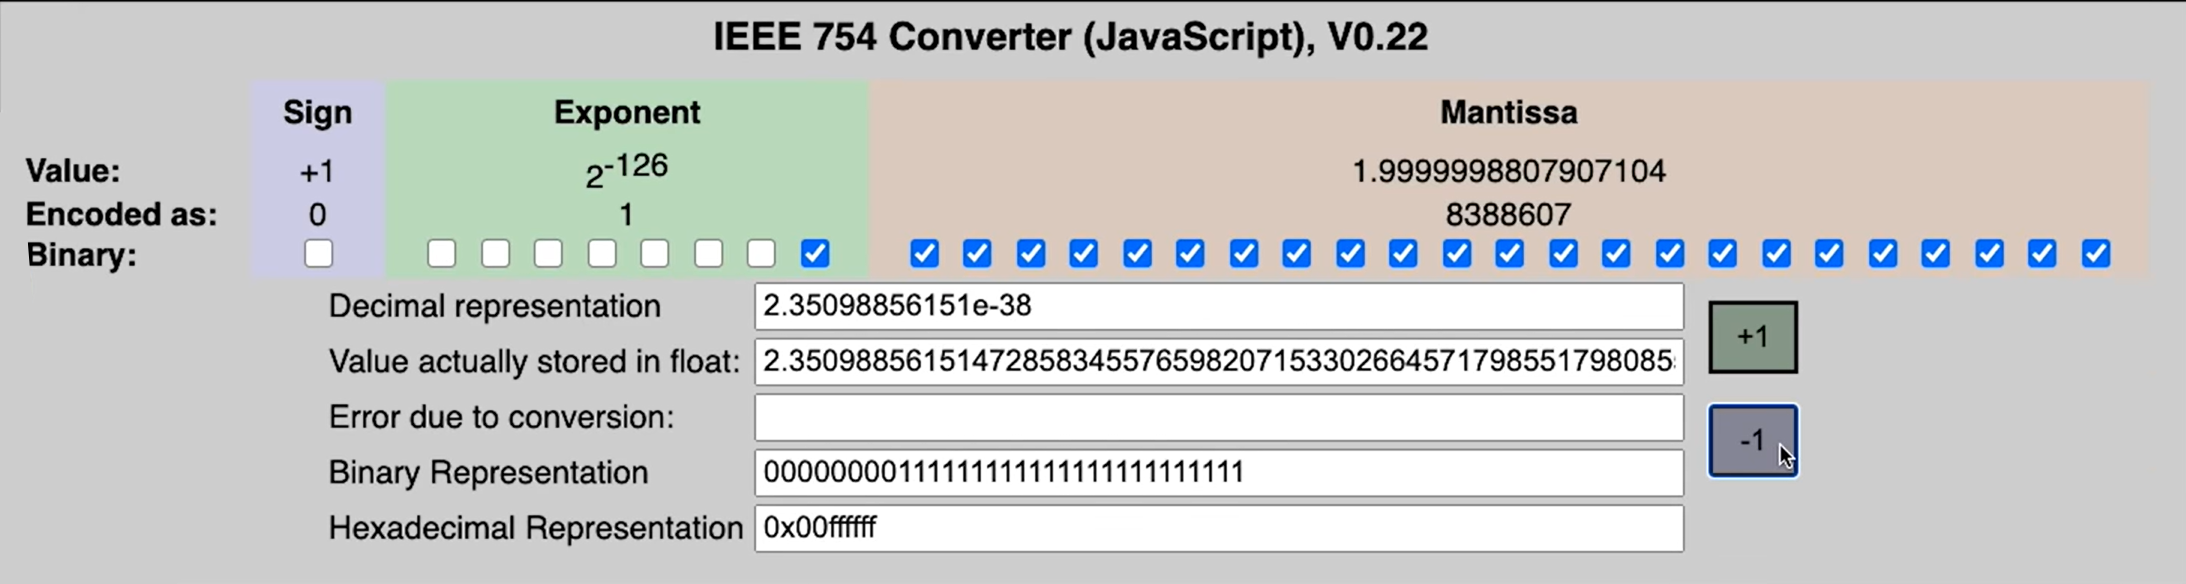 IEEE 754 Converter (JavaScript), V0.22
Sign Exponent Mantissa
Value: +1 2-126 1.9999998807907104
Encoded as: 0 1 8388607
Binary:
Decimal representation 2.35098856151e-38
Value actually stored in float: 2.35098856151472858345576598207153302664571798551798085
+1
Error due to conversion:
-1
Binary Representation 00000000111111111111111111111111
Hexadecimal Representation 0x00ffffff